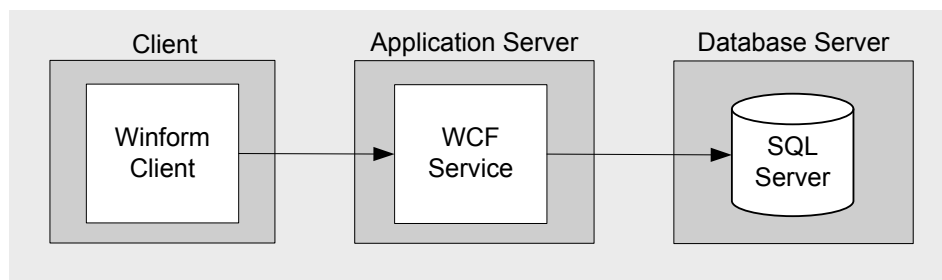 Client
Application Server
Database Server
Winform
Client
WCF
Service
SQL
Server